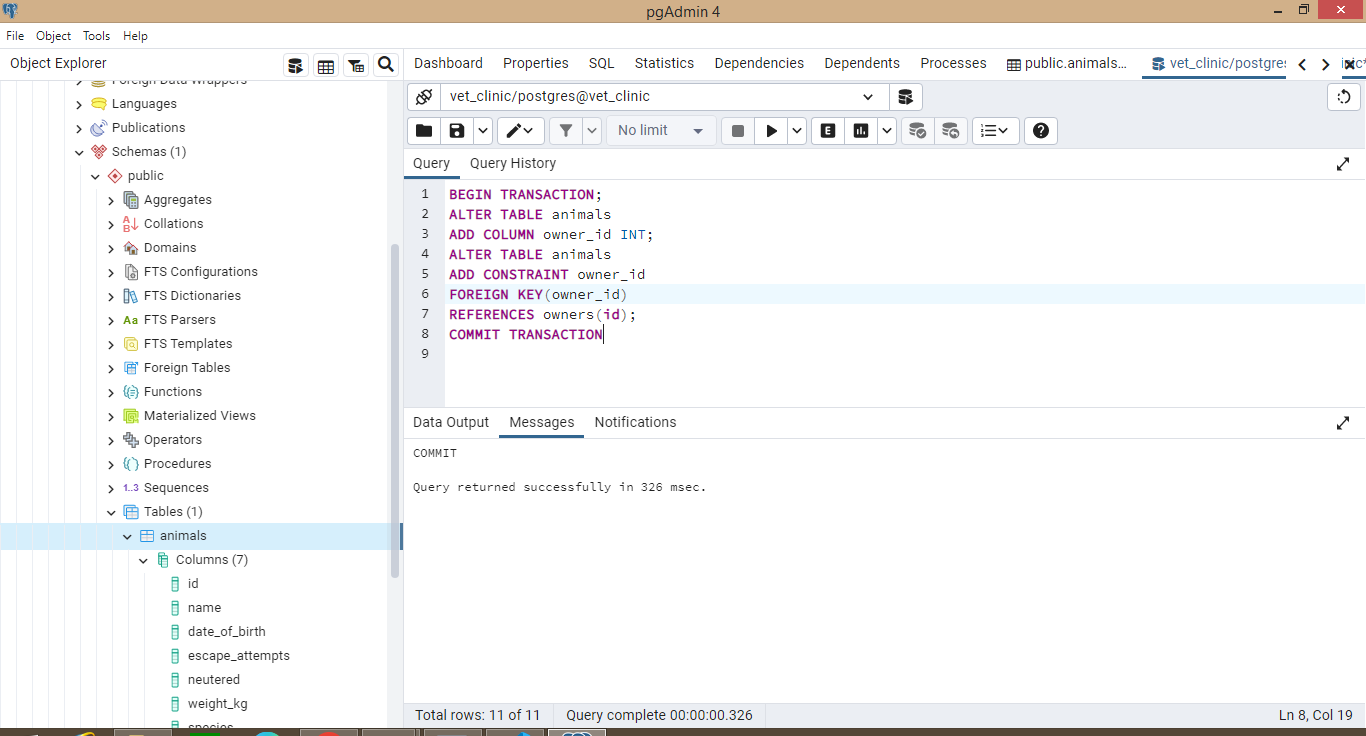 pgAdmin 4
File Object Tools Help
Object Explorer
Dashboard Properties SQL Statistics Dependencies Dependents Processes public.animals... vet_clinic/postgres
vet_clinic/postgres@vet_clinic
No limit
E
Query Query History
1 BEGIN TRANSACTION;
2 ALTER TABLE animals
3 ADD COLUMN owner_id INT;
4 ALTER TABLE animals
5 ADD CONSTRAINT owner_id
6 FOREIGN KEY(owner_id)
7 REFERENCES owners(id);
8 COMMIT TRANSACTION
9
Foreign Data Wrappers
Languages
Publications
Schemas (1)
public
Aggregates
Collations
Domains
FTS Configurations
FTS Dictionaries
Aa FTS Parsers
FTS Templates
Foreign Tables
Functions
Materialized Views
Operators
Procedures
1..3 Sequences
Tables (1)
animals
Columns (7)
id
name
date_of_birth
escape_attempts
neutered
weight_kg
species
Data Output Messages Notifications
COMMIT
Query returned successfully in 326 msec.
Total rows: 11 of 11 Query complete 00:00:00.326 Ln 8, Col 19